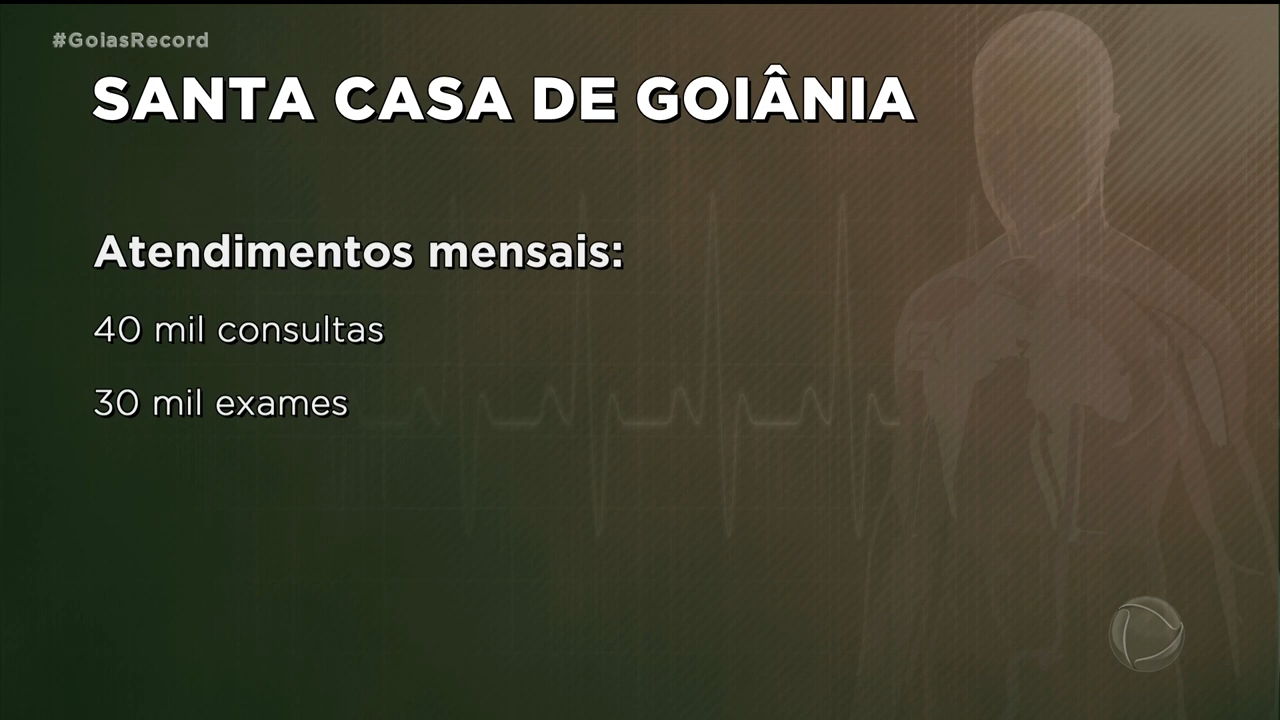 #GoiasRecord
SANTA CASA DE GOIÂNIA
Atendimentos mensais:
40 mil consultas
30 mil exames